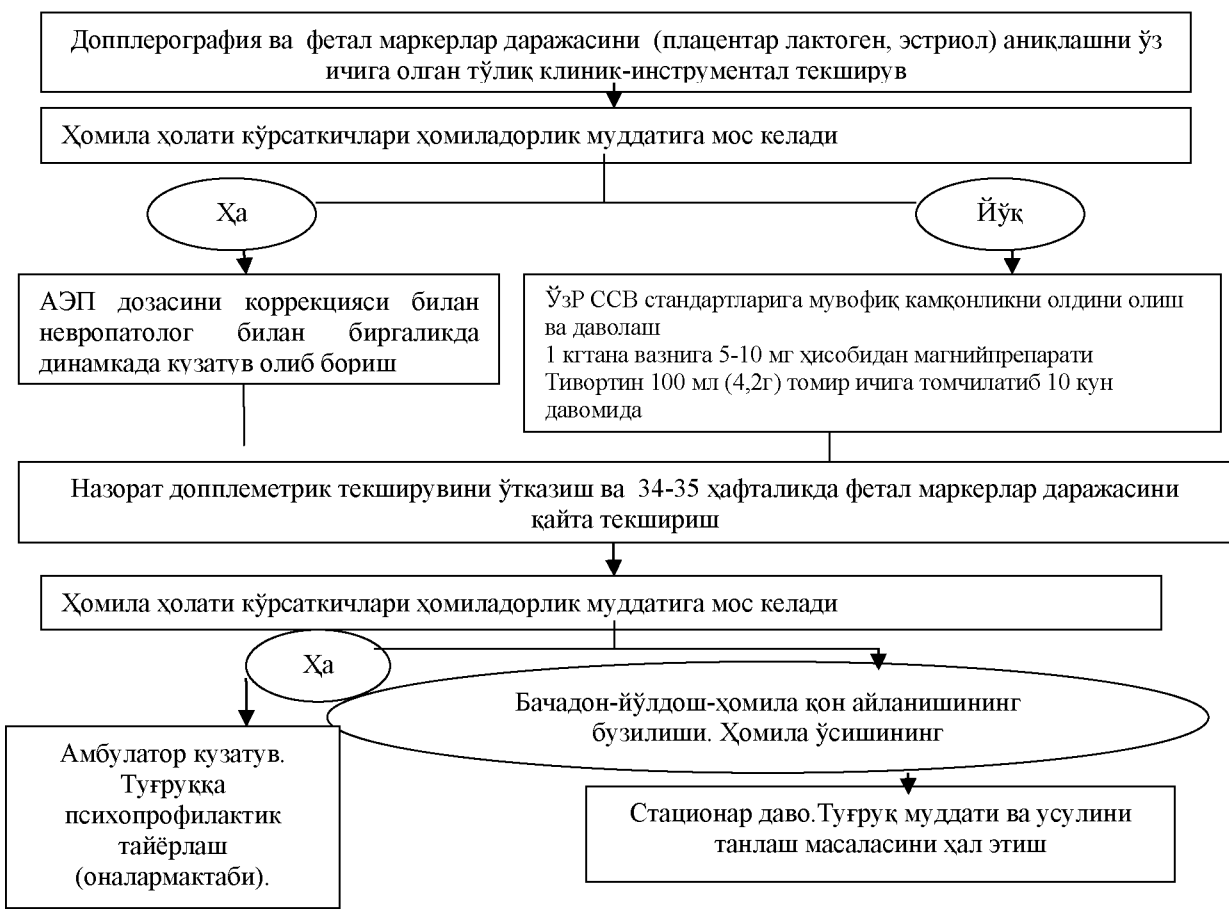 Допплерография ва фетал маркерлар даражасини (плацентар лактоген, эстриол) аниқлашни ўз
ичига олган тўлиқ клиник-инструментал текширув
Ҳомила ҳолати кўрсаткичлари ҳомиладорлик муддатига мос келади
Ҳа
Йўқ
АЭП дозасини коррекцияси билан
невропатолог билан биргаликда
динамкада кузатув олиб бориш
ЎзР ССВ стандартларига мувофиқ камқонликни олдини олиш
ва даволаш
1 кгтана вазнига 5-10 мг ҳисобидан магнийпрепарати
Тивортин 100 мл (4,2г) томир ичига томчилатиб 10 кун
давомида
Назорат допплеметрик текширувини ўтказиш ва 34-35 ҳафталикда фетал маркерлар даражасини
қайта текшириш
Ҳомила ҳолати кўрсаткичлари ҳомиладорлик муддатига мос келади
Ҳа
Бачадон-йўлдош-ҳомила қон айланишининг
бузилиши. Ҳомила ўсишининг
Амбулатор кузатув.
Туғруққа
психопрофилактик
тайёрлаш
(оналармактаби).
Стационар даво.Туғруқ муддати ва усулини
танлаш масаласини ҳал этиш